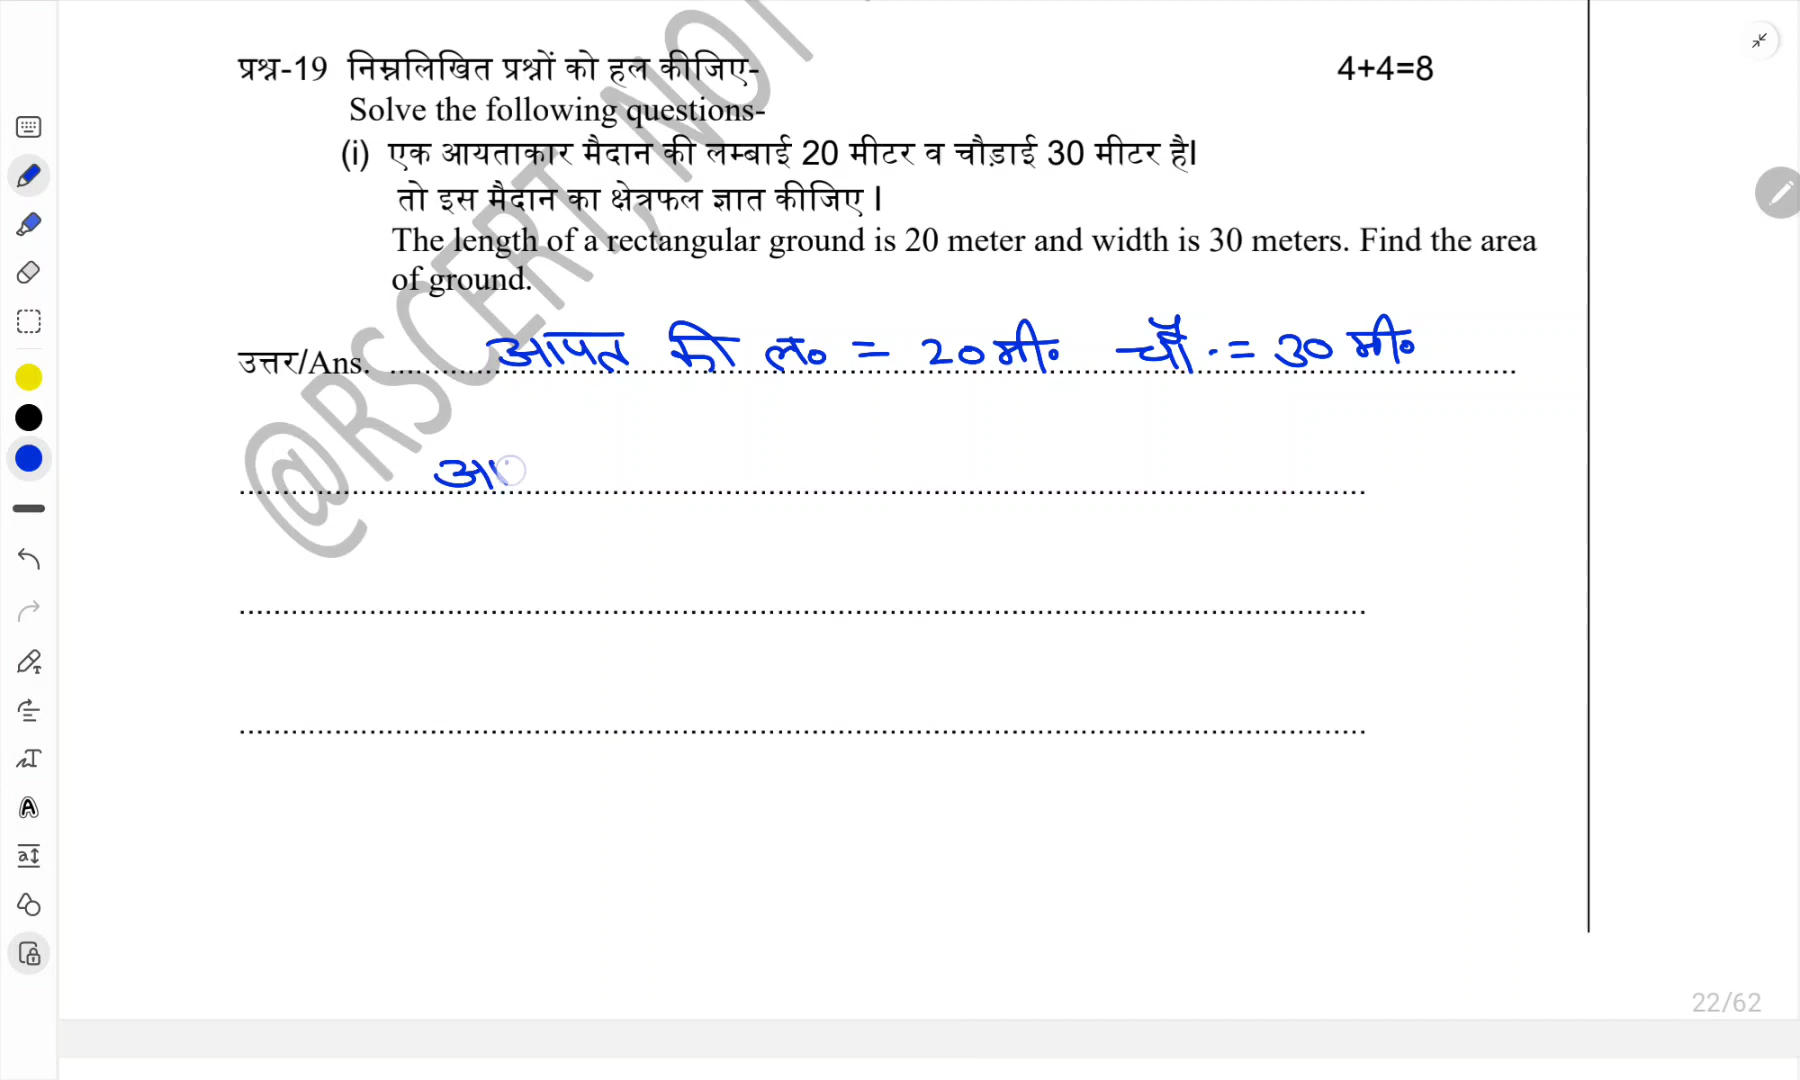 प्रश्न-19 निम्नलिखित प्रश्नों को हल कीजिए- 4+4=8
Solve the following questions-
(i) एक आयताकार मैदान की लम्बाई 20 मीटर व चौड़ाई 30 मीटर है।
तो इस मैदान का क्षेत्रफल ज्ञात कीजिए ।
The length of a rectangular ground is 20 meter and width is 30 meters. Find the area
of ground.
उत्तर/Ans. आयत की ल० = 20 मी० चौ. = 30 मी०
@RSCERT, NOT
22/62